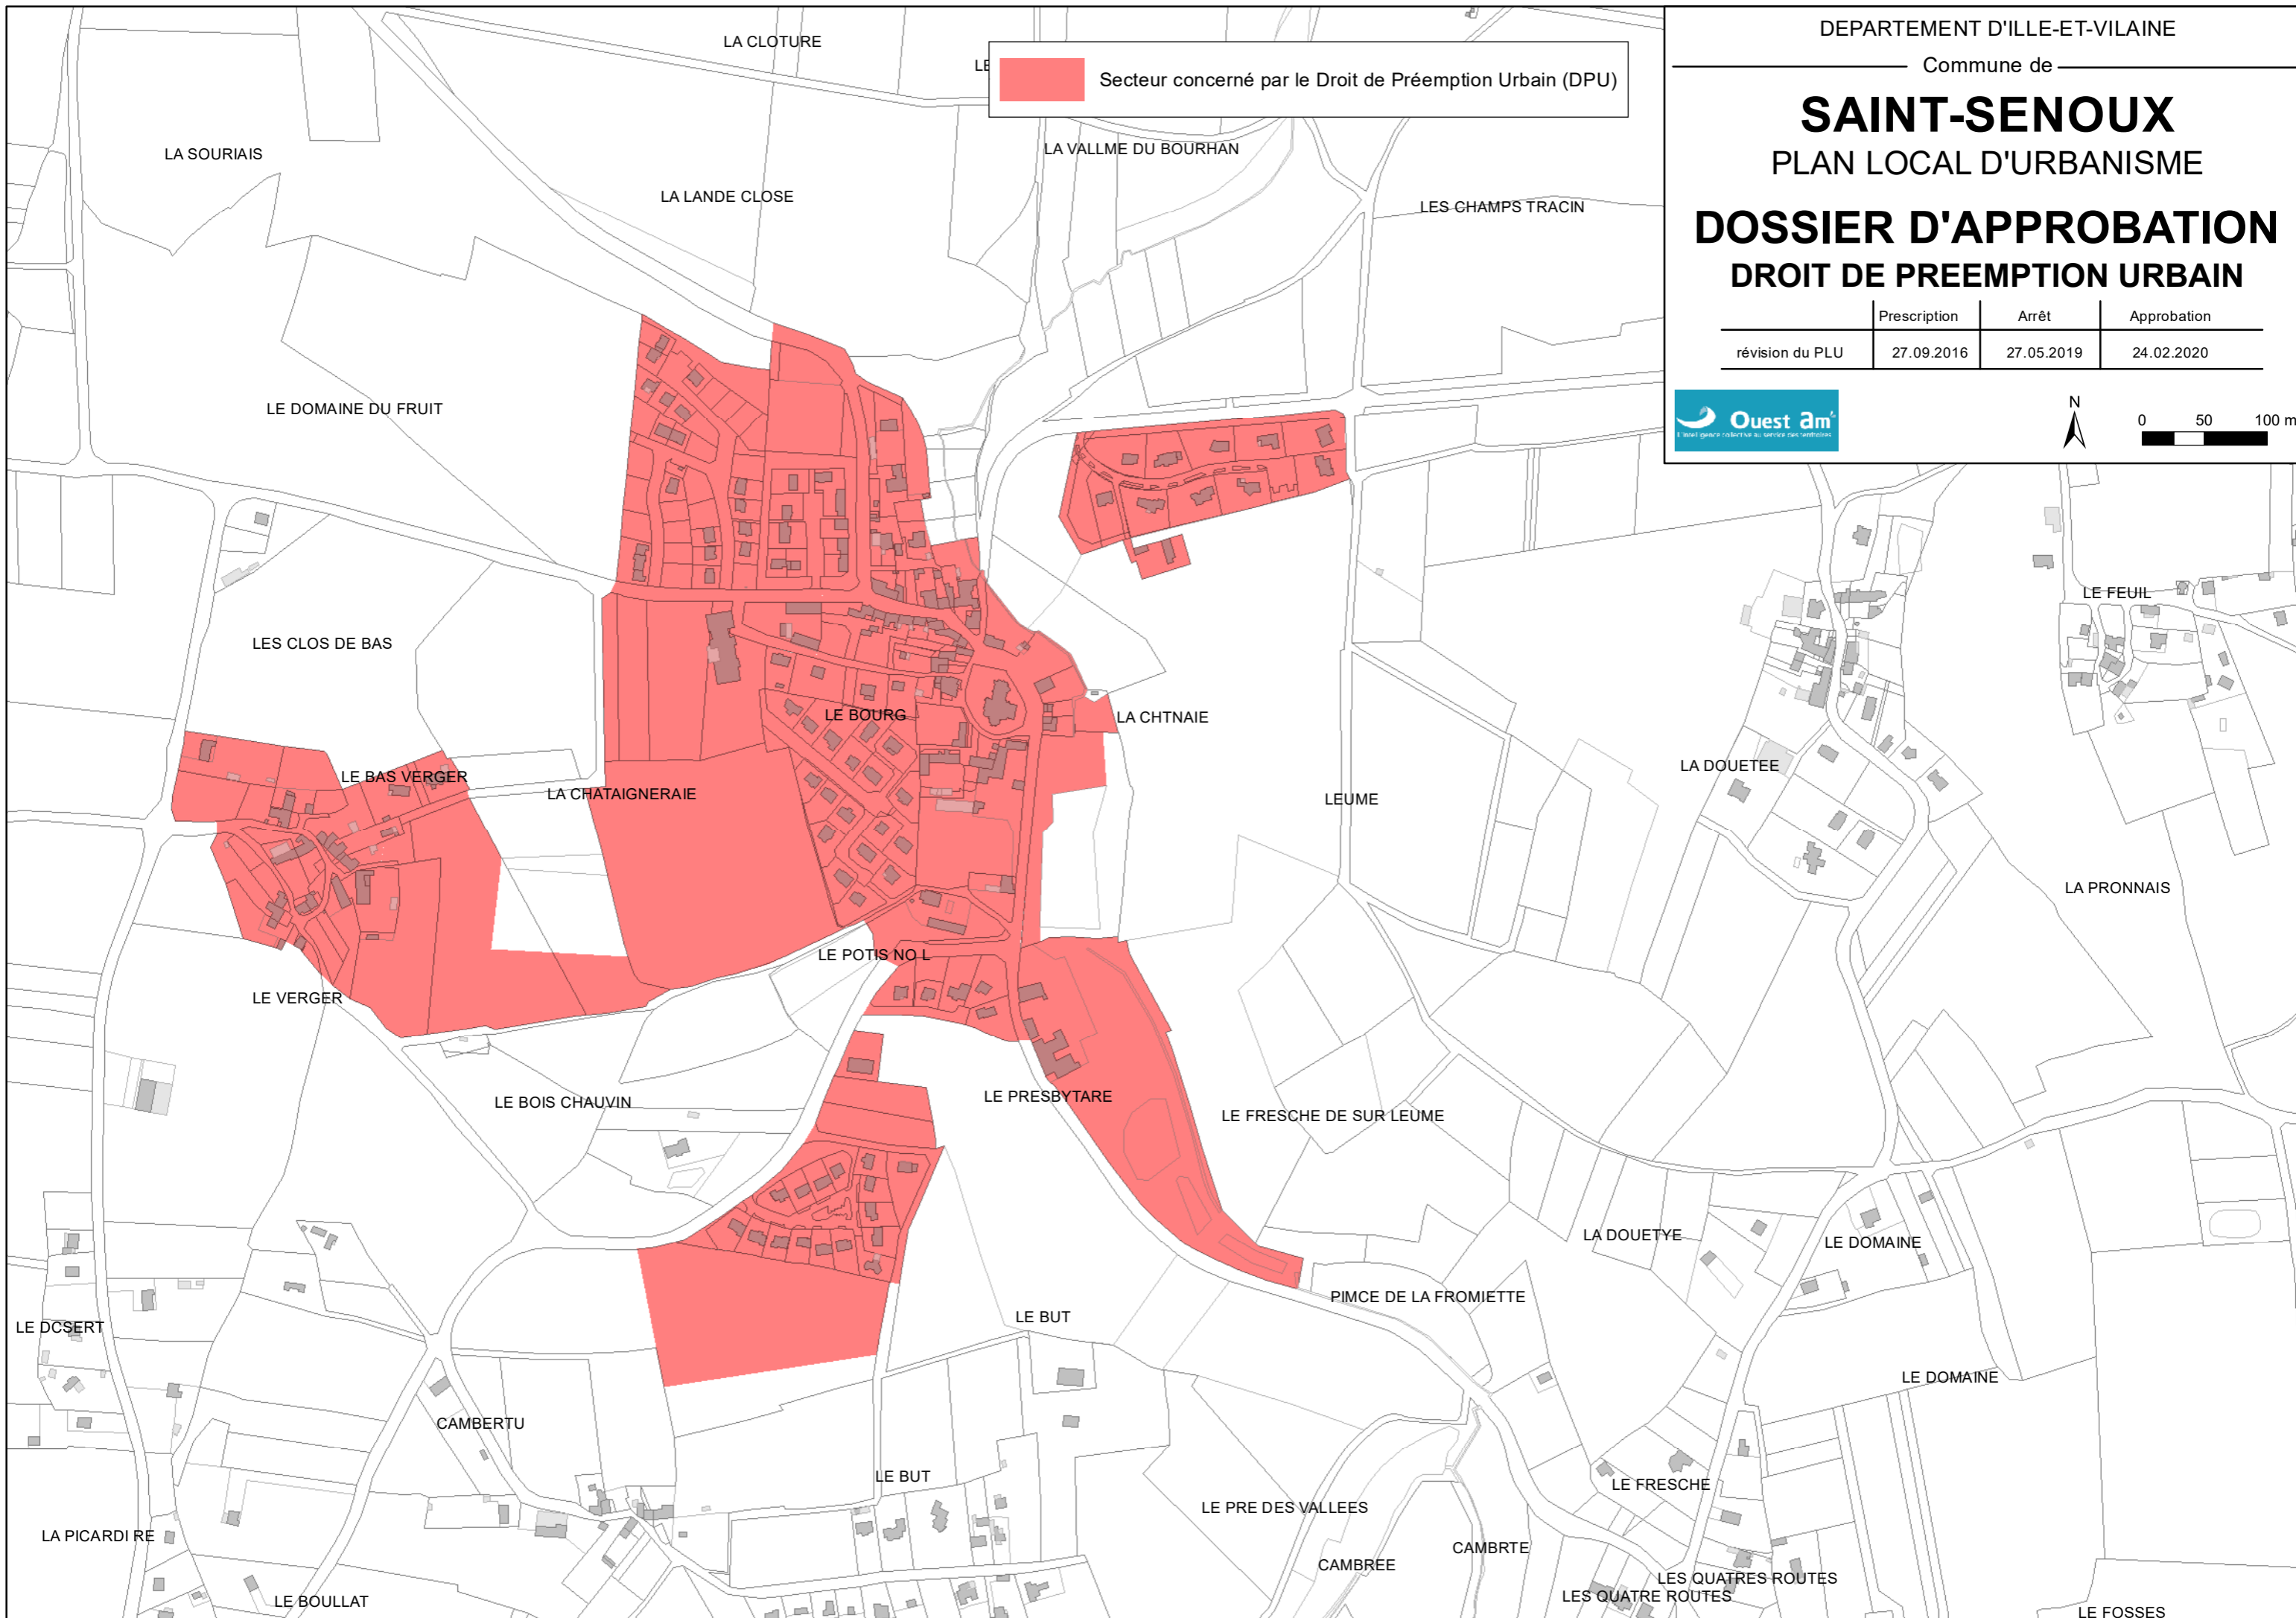 DEPARTEMENT D'ILLE-ET-VILAINE
Commune de
SAINT-SENOUX
PLAN LOCAL D'URBANISME
DOSSIER D'APPROBATION
DROIT DE PREEMPTION URBAIN
Prescription Arrêt Approbation
révision du PLU 27.09.2016 27.05.2019 24.02.2020
Ouest am'
L'intelligence collective au service des territoires
N
0 50 100 m
Secteur concerné par le Droit de Préemption Urbain (DPU)
LA CLOTURE
LE
LA SOURIAIS
LA VALLME DU BOURHAN
LA LANDE CLOSE
LES CHAMPS TRACIN
LE DOMAINE DU FRUIT
LE FEUIL
LES CLOS DE BAS
LE BOURG
LA CHTNAIE
LA DOUETEE
LE BAS VERGER
LA CHATAIGNERAIE
LEUME
LA PRONNAIS
LE POTIS NO L
LE VERGER
LE BOIS CHAUVIN
LE PRESBYTARE
LE FRESCHE DE SUR LEUME
LA DOUETYE
LE DOMAINE
PIMCE DE LA FROMIETTE
LE BUT
LE DCSERT
LE DOMAINE
CAMBERTU
LE BUT
LE FRESCHE
LE PRE DES VALLEES
LA PICARDI RE
CAMBRTE
CAMBREE
LES QUATRES ROUTES
LES QUATRE ROUTES
LE BOULLAT
LE FOSSES